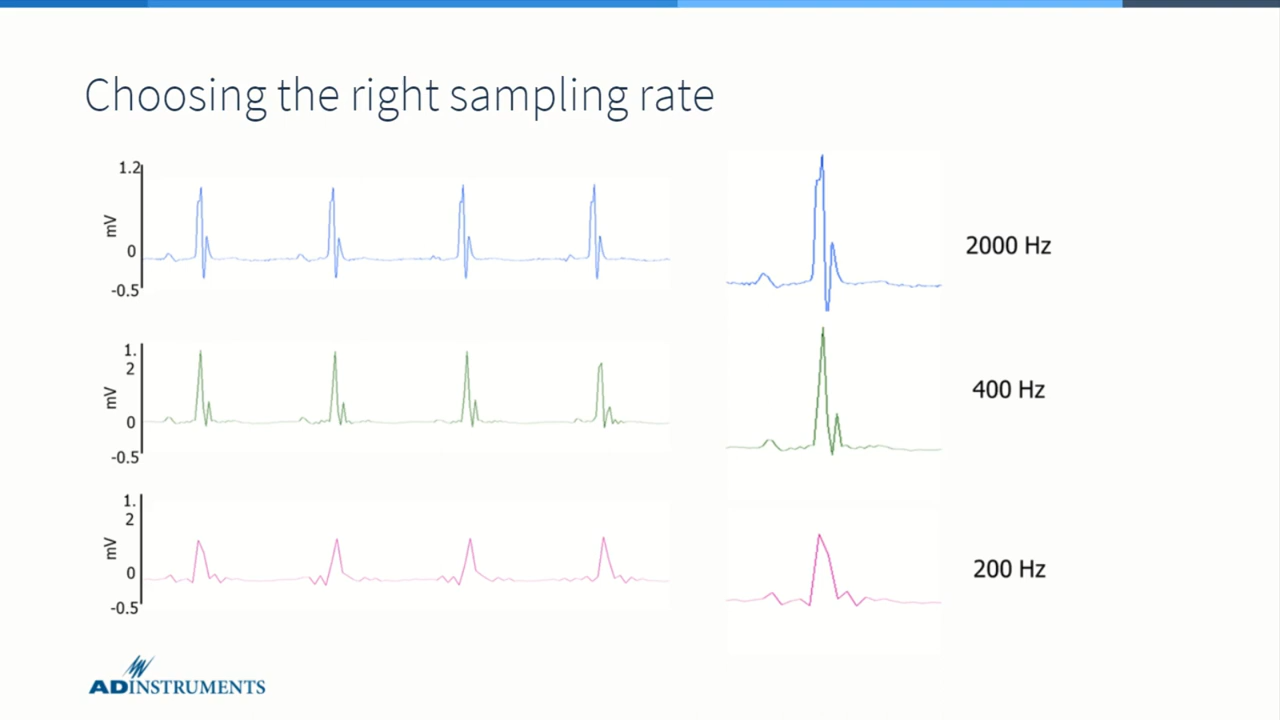 Choosing the right sampling rate
1.2
mV
0
-0.5
2000 Hz
1.
2
mV
0
-0.5
400 Hz
1.
2
mV
0
-0.5
200 Hz
ADINSTRUMENTS